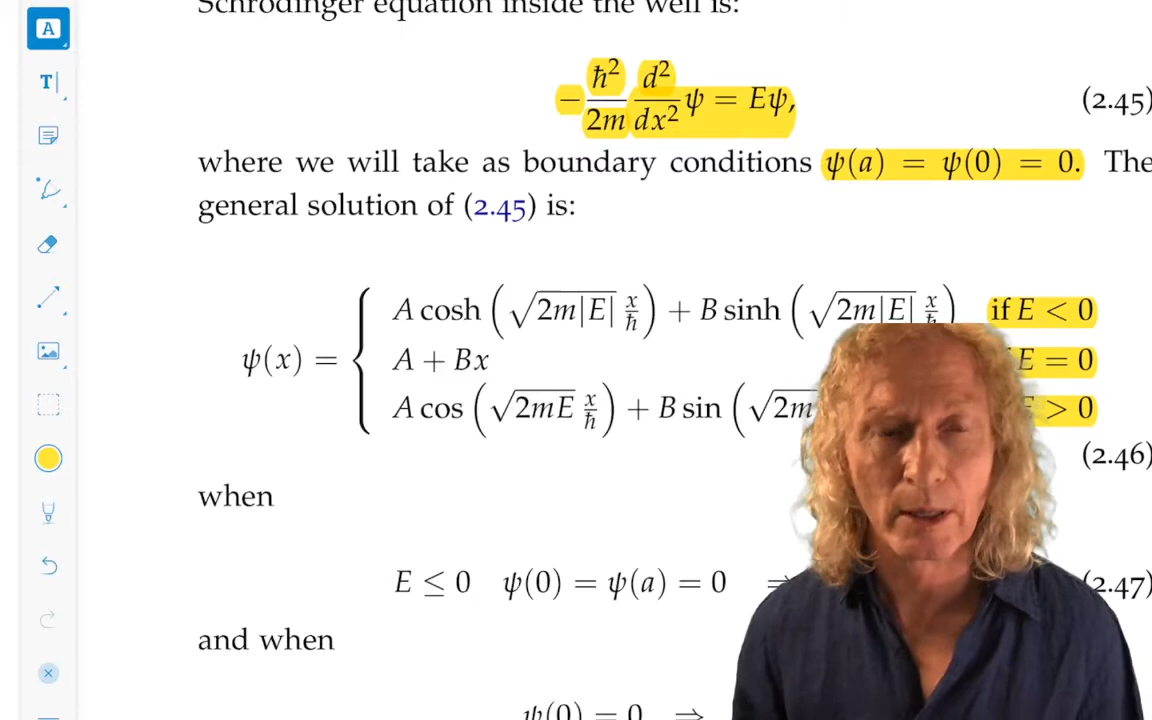 Schrödinger equation inside the well is:
−ħ²/2m d²/dx² ψ = Eψ, (2.45)
where we will take as boundary conditions ψ(a) = ψ(0) = 0. The
general solution of (2.45) is:
A cosh (√2m|E| x/ħ) + B sinh (√2m|E| x/ħ) if E < 0
ψ(x) = { A + Bx E = 0
A cos (√2mE x/ħ) + B sin (√2m > 0
(2.46)
when
E ≤ 0 ψ(0) = ψ(a) = 0 ⇒ (2.47)
and when
ψ(0) = 0 ⇒
A
T